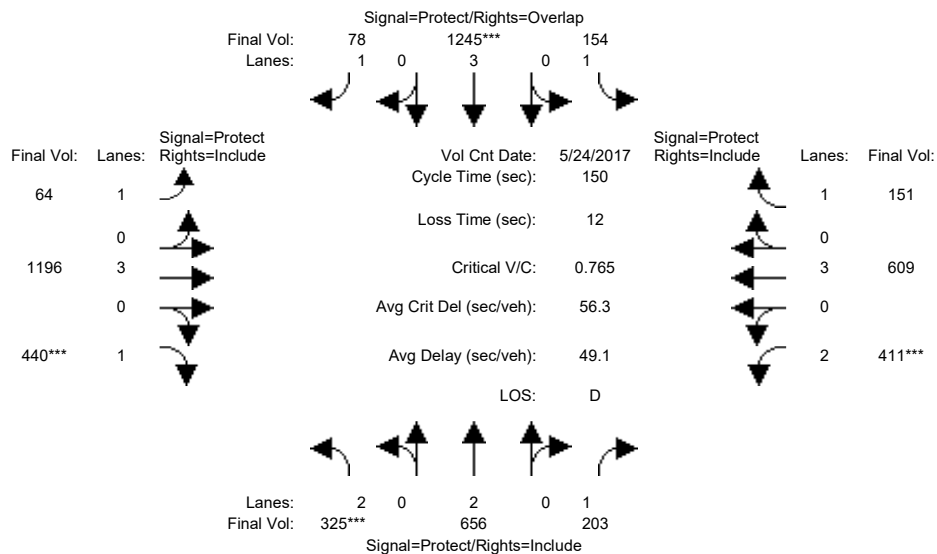 Signal=Protect/Rights=Overlap
Final Vol: 78 1245*** 154
Lanes: 1 0 3 0 1
Signal=Protect
Rights=Include
Signal=Protect
Rights=Include
Final Vol: Lanes: Vol Cnt Date: 5/24/2017 Lanes: Final Vol:
Cycle Time (sec): 150
64 1 1 151
Loss Time (sec): 12
0 0
1196 3 Critical V/C: 0.765 3 609
0 Avg Crit Del (sec/veh): 56.3 0
440*** 1 Avg Delay (sec/veh): 49.1 2 411***
LOS: D
Lanes: 2 0 2 0 1
Final Vol: 325*** 656 203
Signal=Protect/Rights=Include